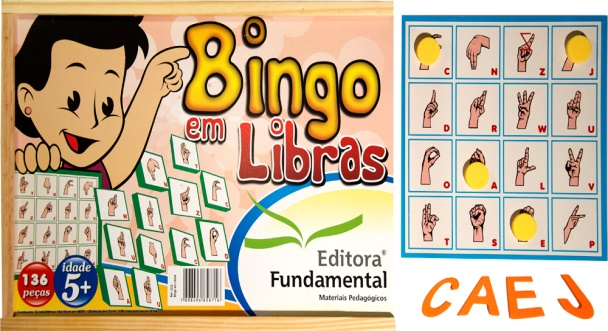 Bingo
em Libras
Editora
Fundamental
Materiais Pedagógicos
136
peças
idade
5+
C N Z J
D R W U
O A L V
T S E P
C A E J